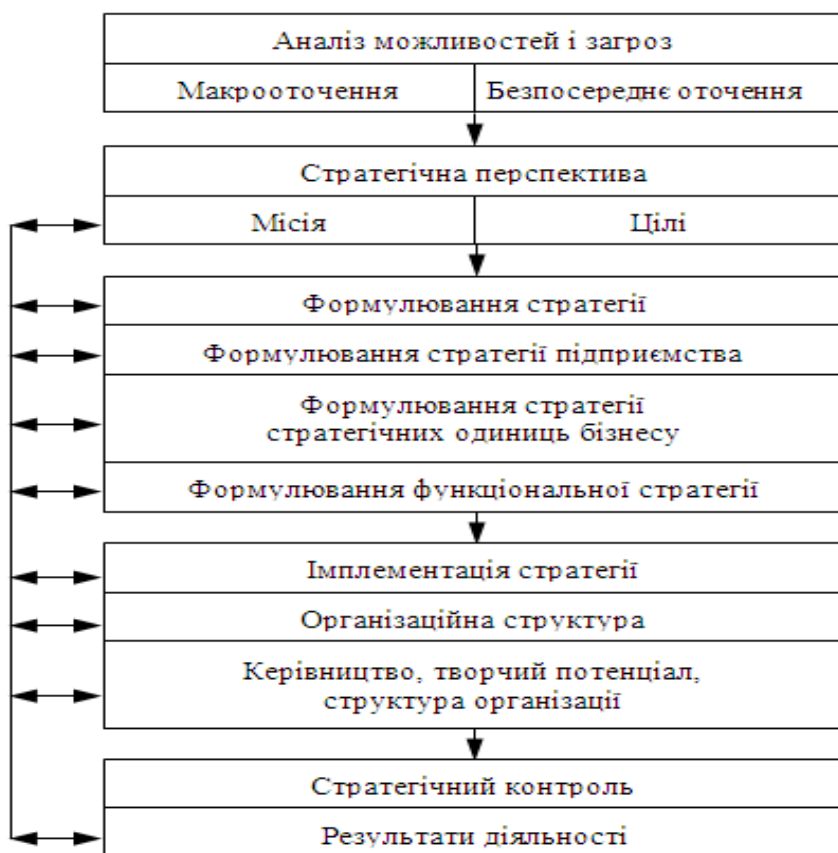 Аналіз можливостей і загроз
Макрооточення
Безпосереднє оточення
Стратегічна перспектива
Місія
Цілі
Формулювання стратегії
Формулювання стратегії підприємства
Формулювання стратегії
стратегічних одиниць бізнесу
Формулювання функціональної стратегії
Імплементація стратегії
Організаційна структура
Керівництво, творчий потенціал,
структура організації
Стратегічний контроль
Результати діяльності